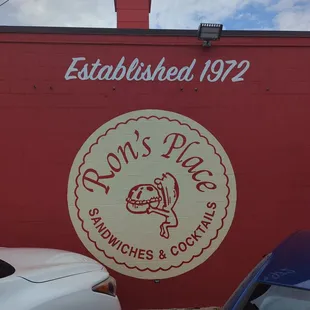 Established 1972
Ron's Place
SANDWICHES & COCKTAILS